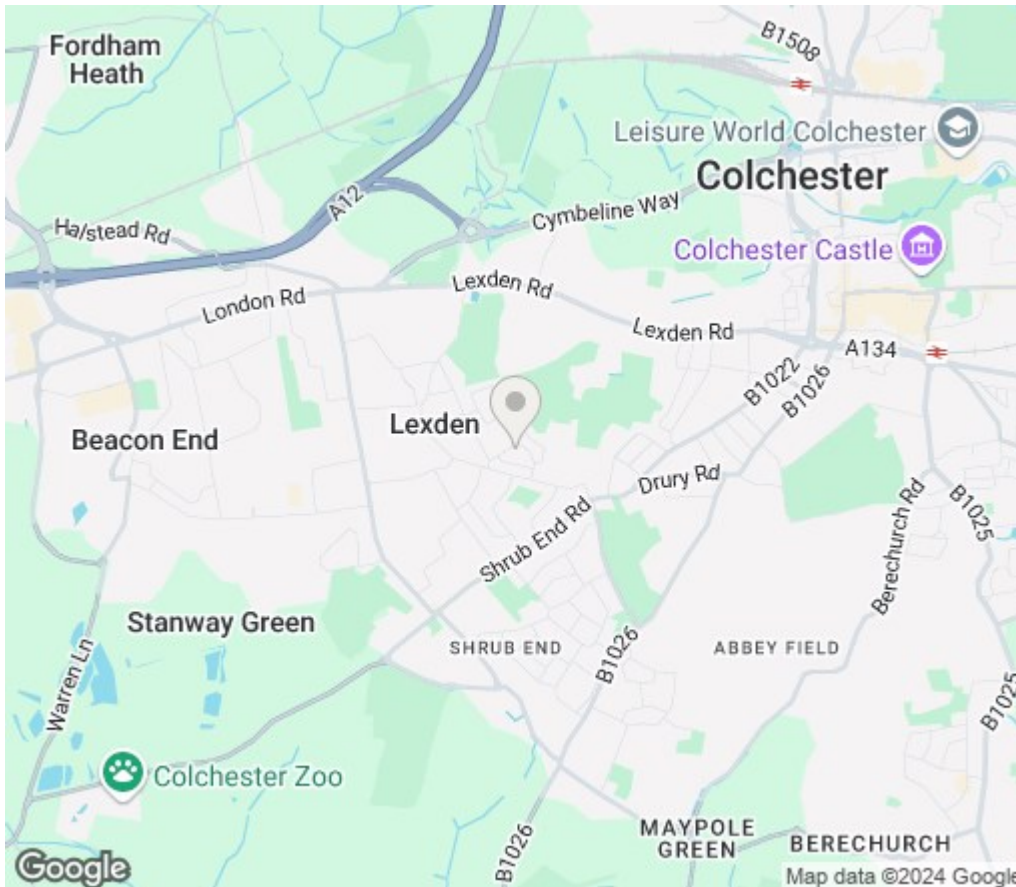 Fordham
Heath
B1508
Leisure World Colchester
Colchester
A12
Cymbeline Way
Halstead Rd
Colchester Castle
London Rd
Lexden Rd
Lexden Rd
A134
B1022
B1026
Lexden
Beacon End
Drury Rd
Berechurch Rd
B1025
Shrub End Rd
Stanway Green
SHRUB END
B1026
ABBEY FIELD
Warren Ln
B1025
Colchester Zoo
B1026
MAYPOLE
GREEN
BERECHURCH
Google
Map data ©2024 Google